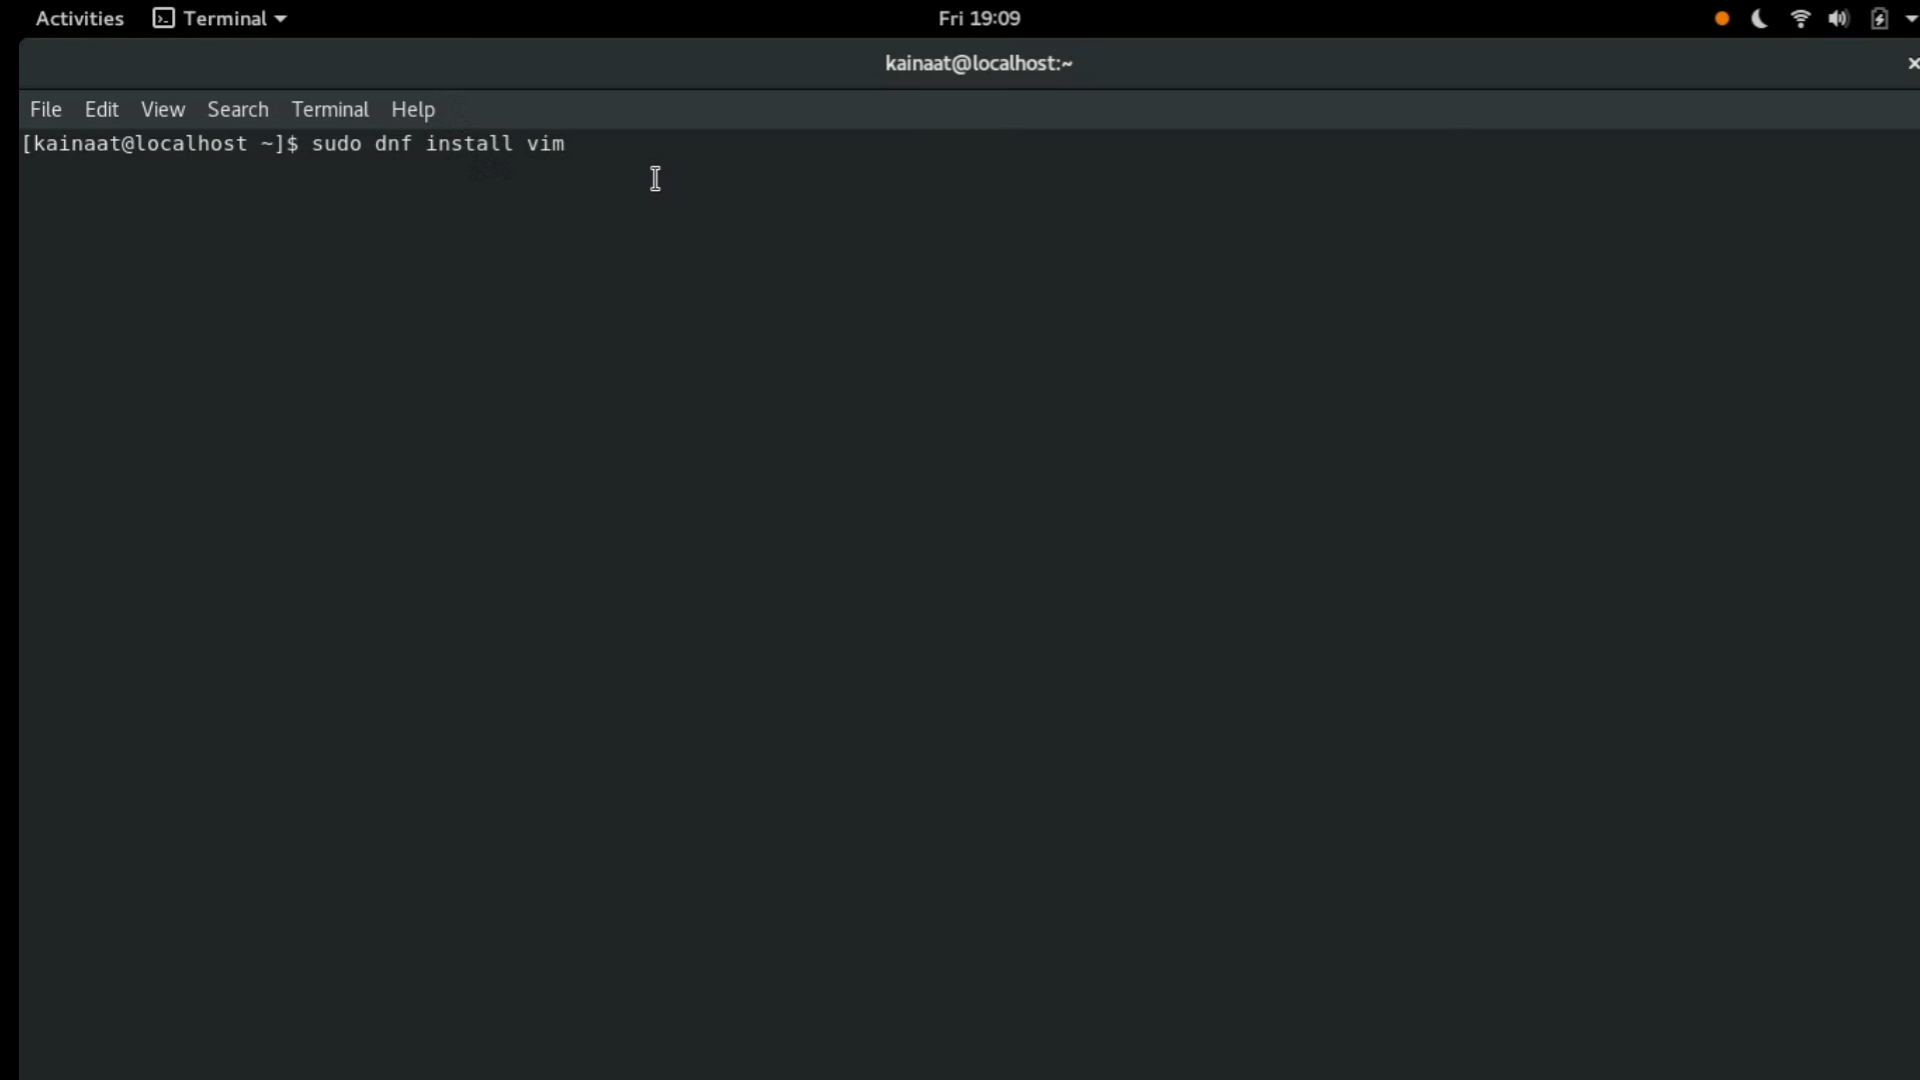 Activities Terminal Fri 19:09
kainaat@localhost:~
File Edit View Search Terminal Help
[kainaat@localhost ~]$ sudo dnf install vim